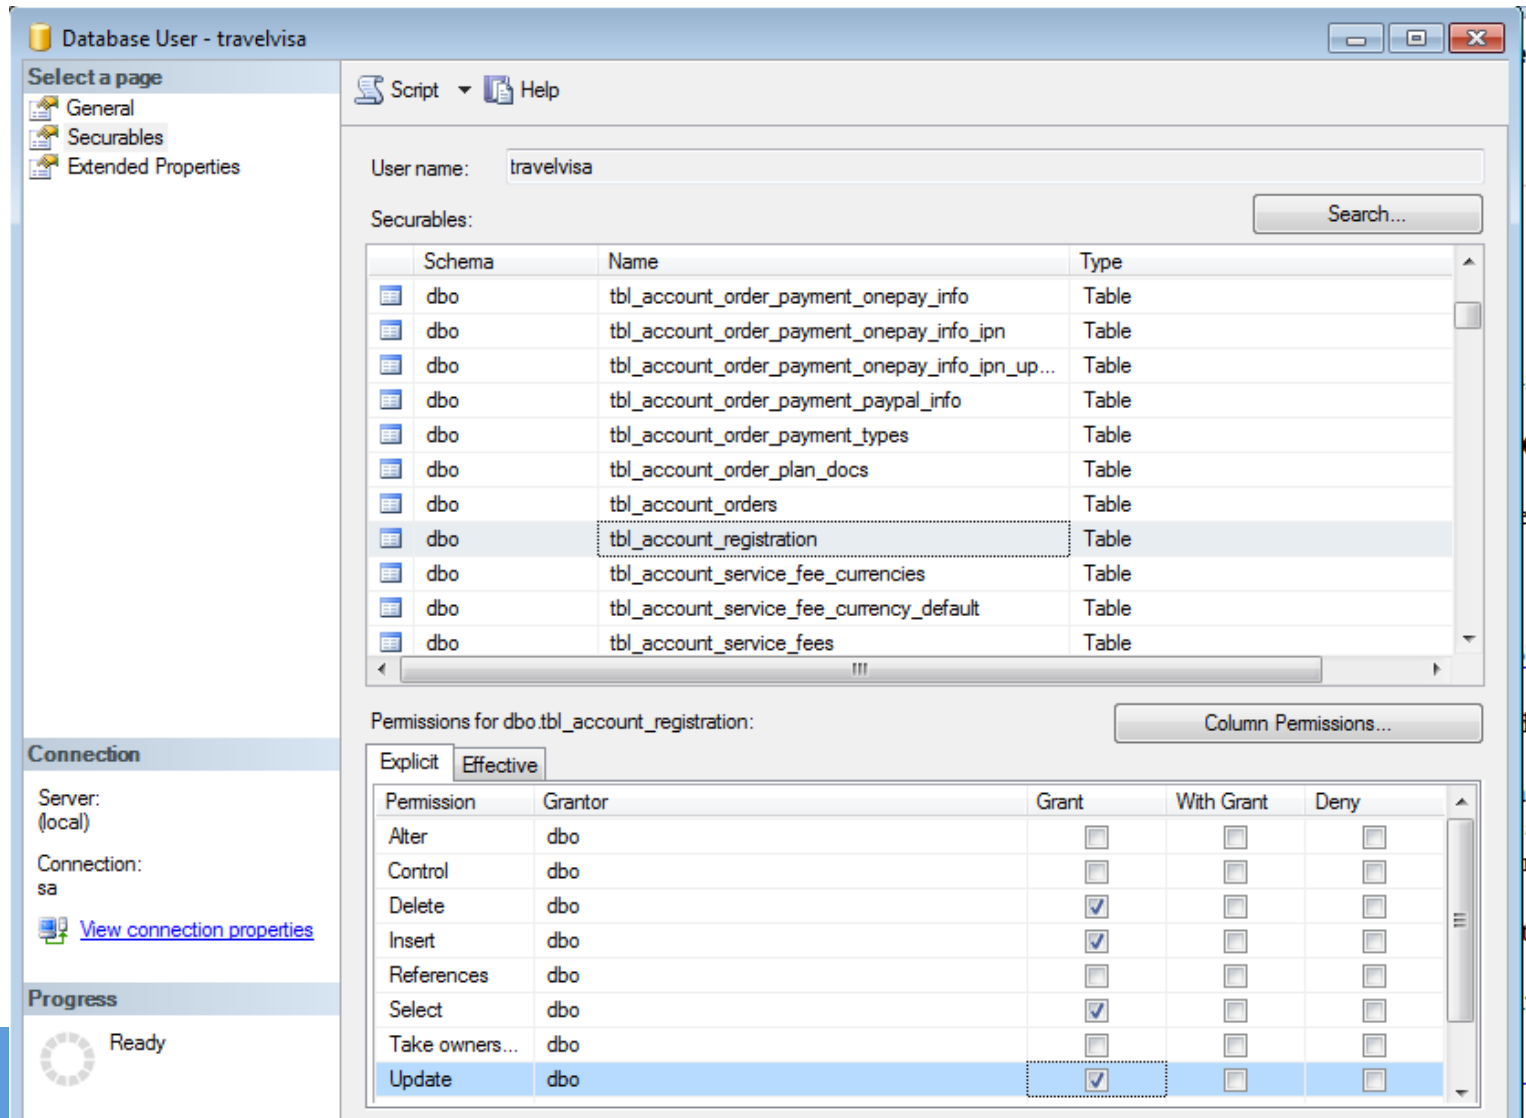 Database User - travelvisa
Select a page
General
Securables
Extended Properties
Script Help
User name: travelvisa
Securables: Search...
Schema Name Type
dbo tbl_account_order_payment_onepay_info Table
dbo tbl_account_order_payment_onepay_info_ipn Table
dbo tbl_account_order_payment_onepay_info_ipn_up... Table
dbo tbl_account_order_payment_paypal_info Table
dbo tbl_account_order_payment_types Table
dbo tbl_account_order_plan_docs Table
dbo tbl_account_orders Table
dbo tbl_account_registration Table
dbo tbl_account_service_fee_currencies Table
dbo tbl_account_service_fee_currency_default Table
dbo tbl_account_service_fees Table
Permissions for dbo.tbl_account_registration: Column Permissions...
Explicit Effective
Permission Grantor Grant With Grant Deny
Alter dbo
Control dbo
Delete dbo
Insert dbo
References dbo
Select dbo
Take owners... dbo
Update dbo
Connection
Server:
(local)
Connection:
sa
View connection properties
Progress
Ready